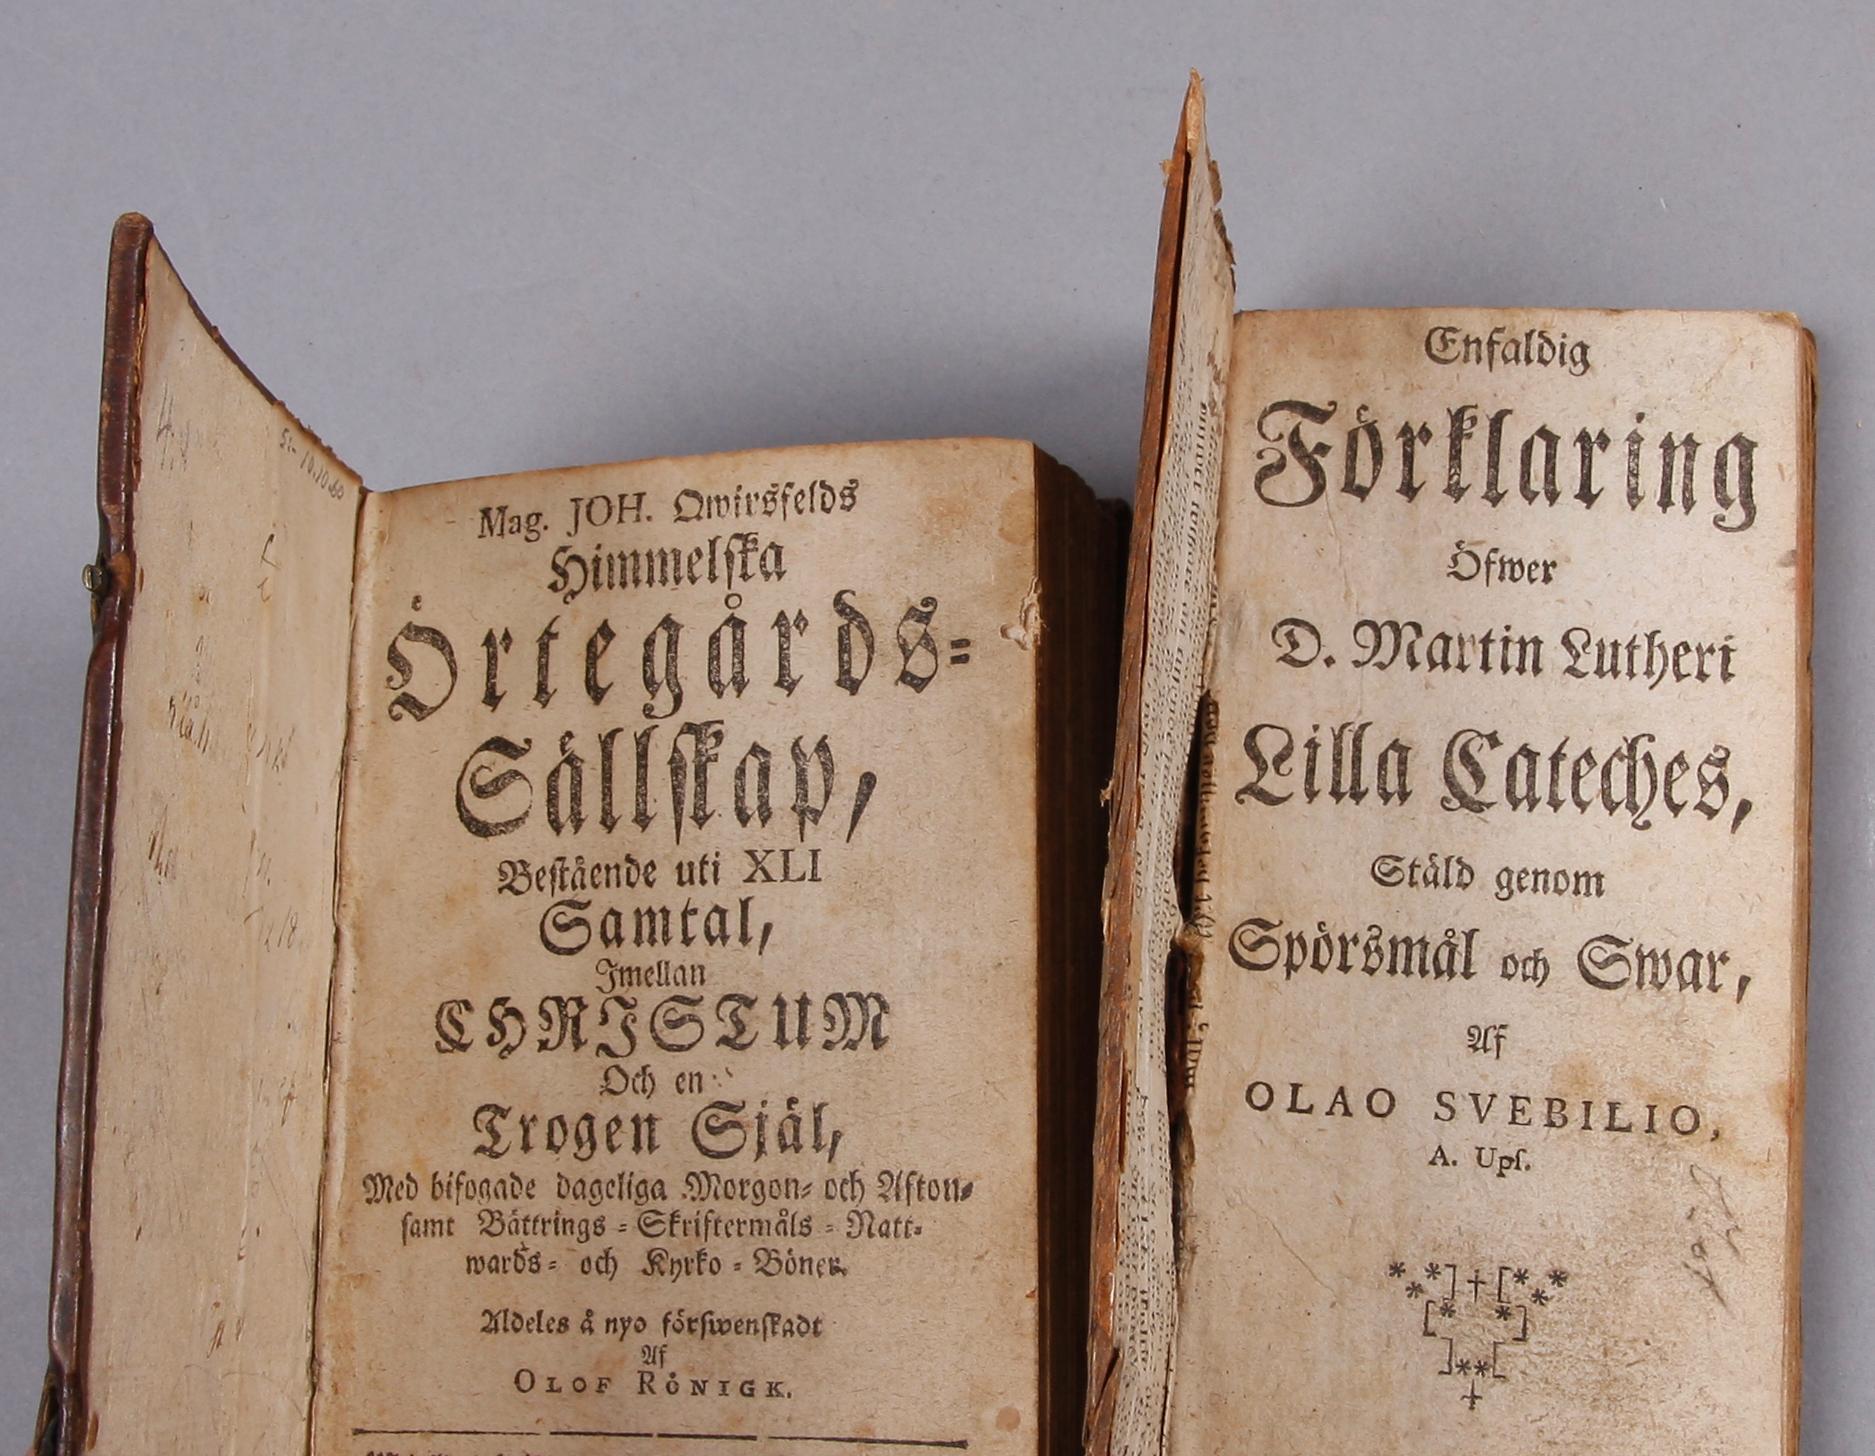 Mag. JOH. Qwirsfelds
Himmelſka
Örtegårds-
Sällſkap,
Beſtående uti XLI
Samtal,
Imellan
CHRISTUM
Och en
Trogen Själ,
Med bifogade dageliga Morgon- och Afton-
ſamt Bättrings - Skriftermåls - Natt-
wards- och Kyrko - Böner.
Aldeles å nyo förſwenſkadt
Af
OLOF RÖNIGK.
Enfaldig
Förklaring
Öfwer
D. Martin Lutheri
Lilla Cateches,
Stäld genom
Spörsmål och Swar,
Af
OLAO SVEBILIO,
A. Upſ.